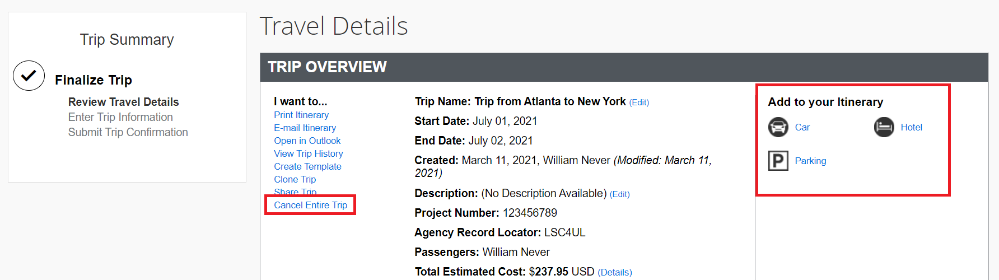 Trip Summary
Finalize Trip
Review Travel Details
Enter Trip Information
Submit Trip Confirmation
Travel Details
TRIP OVERVIEW
I want to...
Print Itinerary
E-mail Itinerary
Open in Outlook
View Trip History
Create Template
Clone Trip
Share Trip
Cancel Entire Trip
Trip Name: Trip from Atlanta to New York (Edit)
Start Date: July 01, 2021
End Date: July 02, 2021
Created: March 11, 2021, William Never (Modified: March 11,
2021)
Description: (No Description Available) (Edit)
Project Number: 123456789
Agency Record Locator: LSC4UL
Passengers: William Never
Total Estimated Cost: $237.95 USD (Details)
Add to your Itinerary
Car
Hotel
P Parking